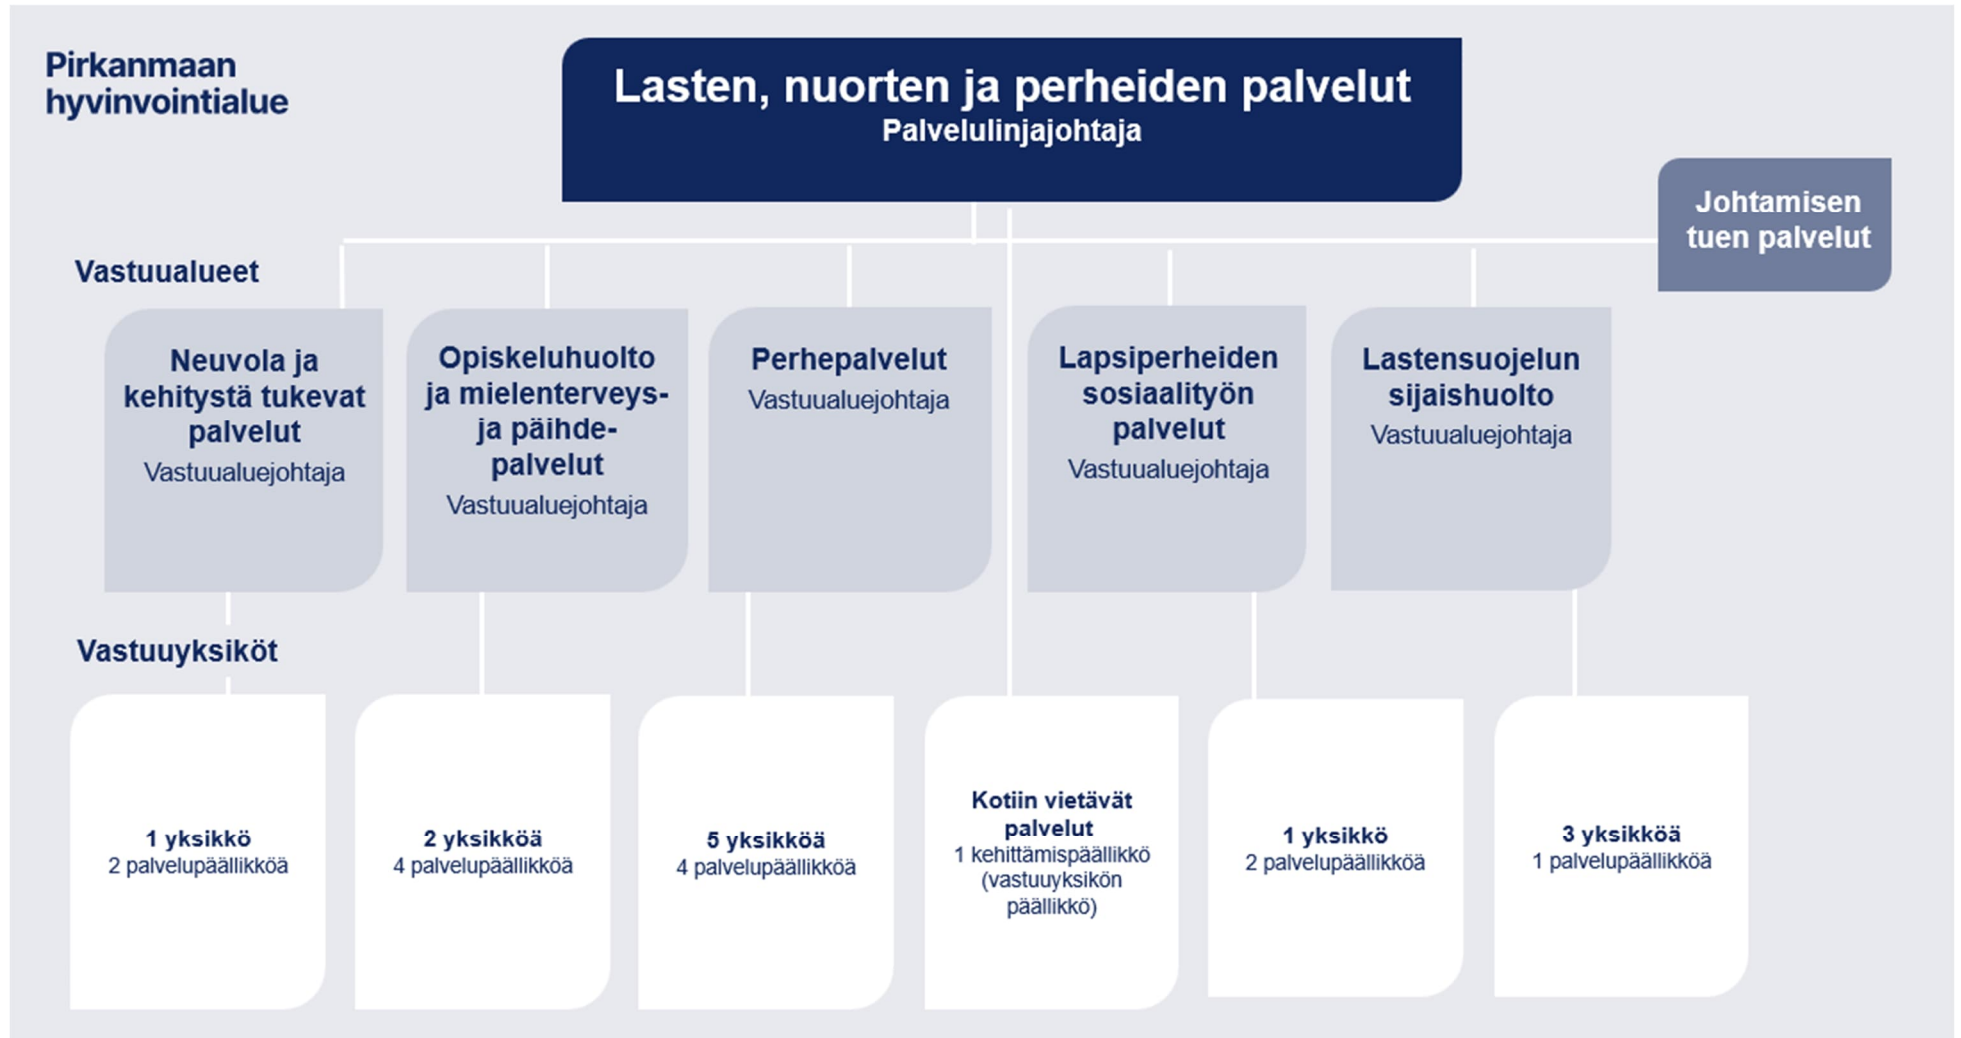 Pirkanmaan
hyvinvointialue
Lasten, nuorten ja perheiden palvelut
Palvelulinjajohtaja
Johtamisen
tuen palvelut
Vastuualueet
Neuvola ja
kehitystä tukevat
palvelut
Vastuualuejohtaja
Opiskeluhuolto
ja mielenterveys-
ja päihde-
palvelut
Vastuualuejohtaja
Perhepalvelut
Vastuualuejohtaja
Lapsiperheiden
sosiaalityön
palvelut
Vastuualuejohtaja
Lastensuojelun
sijaishuolto
Vastuualuejohtaja
Vastuuyksiköt
1 yksikkö
2 palvelupäällikköä
2 yksikköä
4 palvelupäällikköä
5 yksikköä
4 palvelupäällikköä
Kotiin vietävät
palvelut
1 kehittämispäällikkö
(vastuuyksikön
päällikkö)
1 yksikkö
2 palvelupäällikköä
3 yksikköä
1 palvelupäällikköä